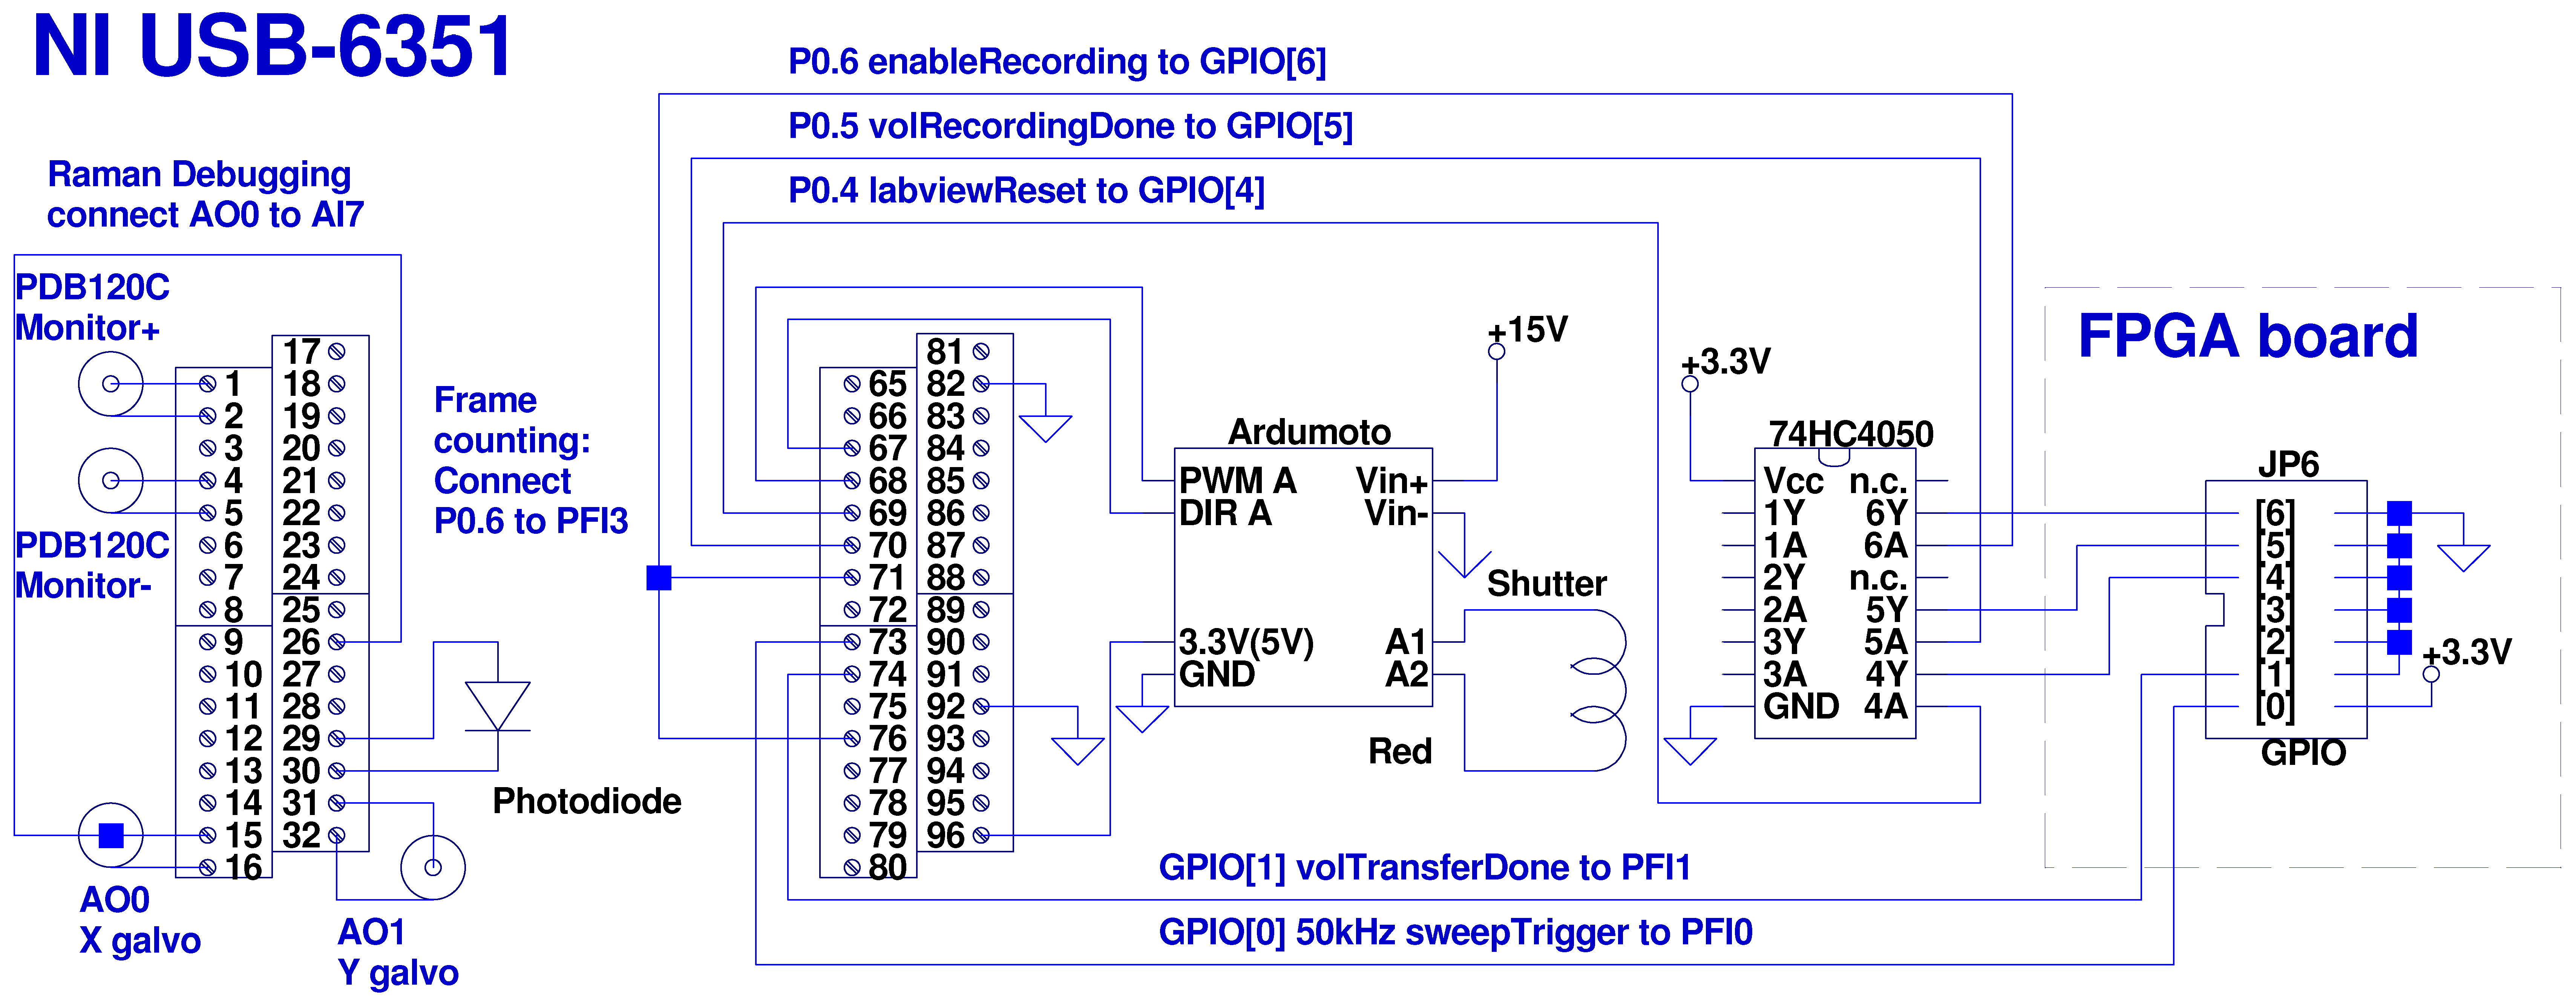 NI USB-6351
P0.6 enableRecording to GPIO[6]
P0.5 volRecordingDone to GPIO[5]
P0.4 labviewReset to GPIO[4]
Raman Debugging
connect AO0 to AI7
PDB120C
Monitor+
PDB120C
Monitor-
1
2
3
4
5
6
7
8
9
10
11
12
13
14
15
16
17
18
19
20
21
22
23
24
25
26
27
28
29
30
31
32
AO0
X galvo
AO1
Y galvo
Frame
counting:
Connect
P0.6 to PFI3
Photodiode
65
66
67
68
69
70
71
72
73
74
75
76
77
78
79
80
81
82
83
84
85
86
87
88
89
90
91
92
93
94
95
96
Ardumoto
PWM A
DIR A
3.3V(5V)
GND
Vin+
Vin-
A1
A2
+15V
Shutter
Red
+3.3V
74HC4050
Vcc
1Y
1A
2Y
2A
3Y
3A
GND
n.c.
6Y
6A
n.c.
5Y
5A
4Y
4A
FPGA board
JP6
[6]
[5]
[4]
[3]
[2]
[1]
[0]
GPIO
+3.3V
GPIO[1] volTransferDone to PFI1
GPIO[0] 50kHz sweepTrigger to PFI0